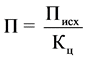 П = Писх / Кц